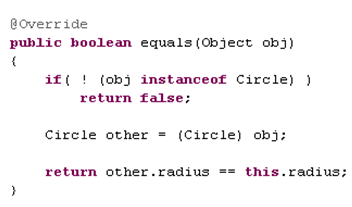 @Override
public boolean equals(Object obj)
{
    if( ! (obj instanceof Circle) )
        return false;

    Circle other = (Circle) obj;

    return other.radius == this.radius;
}